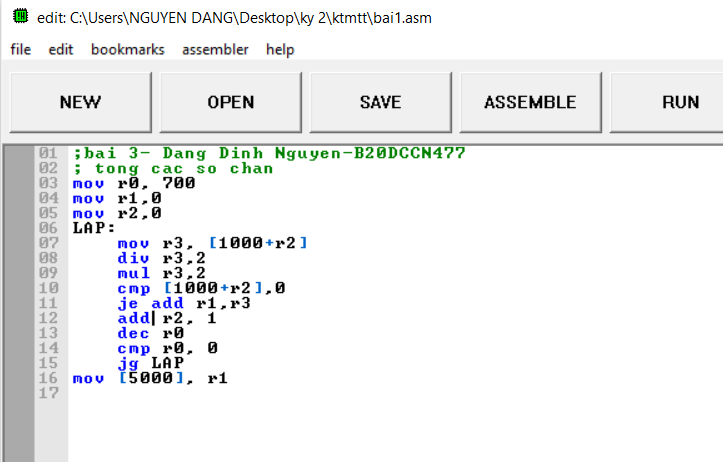 edit: C:\Users\NGUYEN DANG\Desktop\ky 2\ktmtt\bai1.asm
file edit bookmarks assembler help
NEW OPEN SAVE ASSEMBLE RUN
01 ;bai 3- Dang Dinh Nguyen-B20DCCN477
02 ; tong cac so chan
03 mov r0, 700
04 mov r1,0
05 mov r2,0
06 LAP:
07 mov r3, [1000+r2]
08 div r3,2
09 mul r3,2
10 cmp [1000+r2],0
11 je add r1,r3
12 add r2, 1
13 dec r0
14 cmp r0, 0
15 jg LAP
16 mov [5000], r1
17